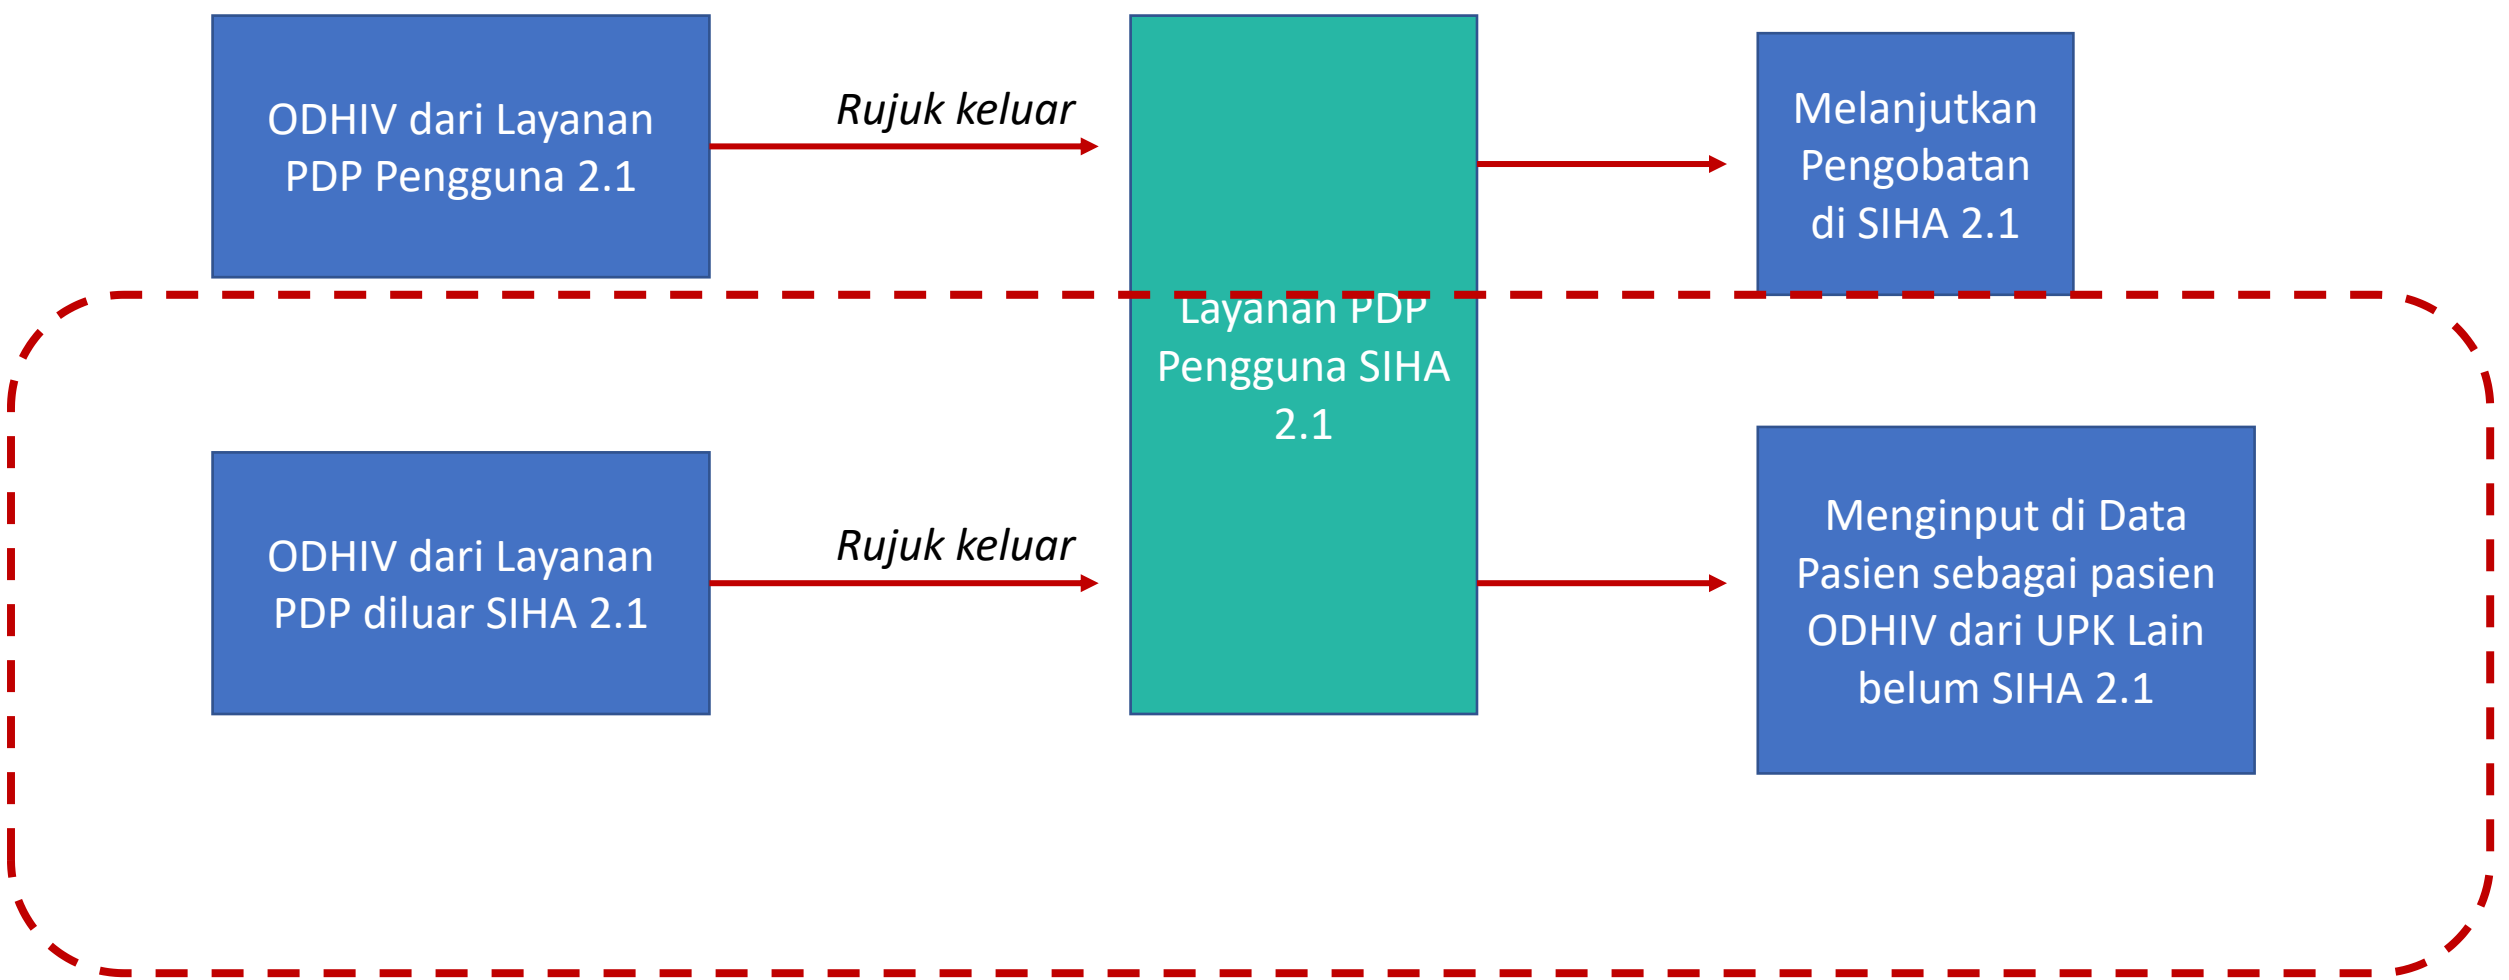 ODHIV dari Layanan
PDP Pengguna 2.1
Rujuk keluar
Layanan PDP
Pengguna SIHA
2.1
Melanjutkan
Pengobatan
di SIHA 2.1
ODHIV dari Layanan
PDP diluar SIHA 2.1
Rujuk keluar
Menginput di Data
Pasien sebagai pasien
ODHIV dari UPK Lain
belum SIHA 2.1